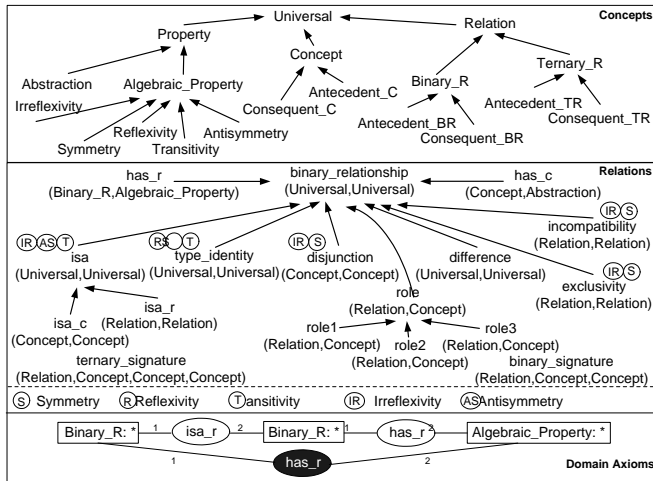 Universal
Concepts
Property
Relation
Concept
Ternary_R
Abstraction
Algebraic_Property
Binary_R
Irreflexivity
Antecedent_C
Consequent_C
Antecedent_TR
Reflexivity
Antisymmetry
Antecedent_BR
Consequent_TR
Symmetry
Transitivity
Consequent_BR
has_r
(Binary_R,Algebraic_Property)
binary_relationship
(Universal,Universal)
has_c
(Concept,Abstraction)
Relations
IR S
incompatibility
(Relation,Relation)
IR AS T
isa
(Universal,Universal)
RS T
type_identity
(Universal,Universal)
IR S
disjunction
(Concept,Concept)
difference
(Universal,Universal)
IR S
exclusivity
(Relation,Relation)
role
(Relation,Concept)
isa_r
(Relation,Relation)
isa_c
(Concept,Concept)
role1
(Relation,Concept)
role2
(Relation,Concept)
role3
(Relation,Concept)
ternary_signature
(Relation,Concept,Concept,Concept)
binary_signature
(Relation,Concept,Concept)
S Symmetry R Reflexivity T ansitivity IR Irreflexivity AS Antisymmetry
Binary_R: * 1 isa_r 2 Binary_R: * 1 has_r 2 Algebraic_Property: *
1 has_r 2
Domain Axioms